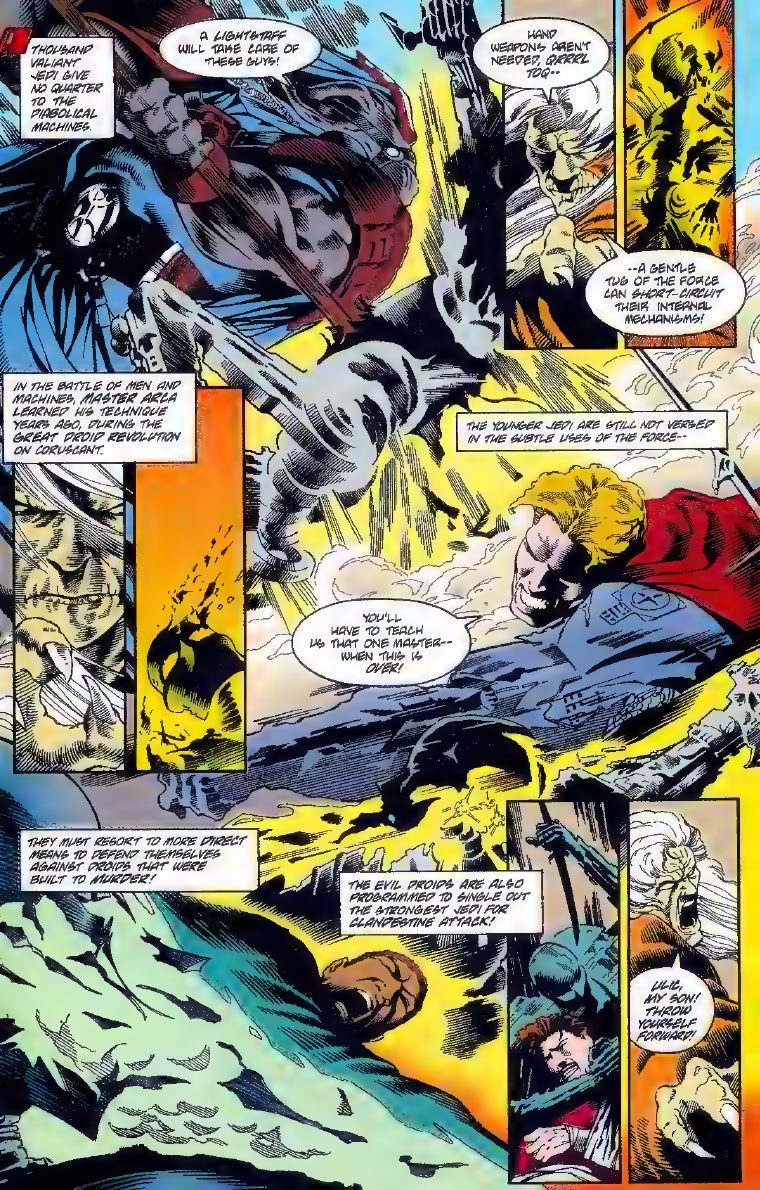 THOUSAND
VALIANT
JEDI GIVE
NO QUARTER
TO THE
DIABOLICAL
MACHINES.
A LIGHTSTAFF
WILL TAKE CARE OF
THESE GUYS!
HAND
WEAPONS AREN'T
NEEDED, QRRRL
TOQ--
--A GENTLE
TUG OF THE FORCE
CAN SHORT-CIRCUIT
THEIR INTERNAL
MECHANISMS!
IN THE BATTLE OF MEN AND
MACHINES, MASTER ARCA
LEARNED HIS TECHNIQUE
YEARS AGO, DURING THE
GREAT DROID REVOLUTION
ON CORUSCANT.
THE YOUNGER JEDI ARE STILL NOT VERSED
IN THE SUBTLE USES OF THE FORCE--
YOU'LL
HAVE TO TEACH
US THAT ONE MASTER--
WHEN THIS IS
OVER!
THEY MUST RESORT TO MORE DIRECT
MEANS TO DEFEND THEMSELVES
AGAINST DROIDS THAT WERE
BUILT TO MURDER!
THE EVIL DROIDS ARE ALSO
PROGRAMMED TO SINGLE OUT
THE STRONGEST JEDI FOR
CLANDESTINE ATTACK!
ULIC,
MY SON!
THROW
YOURSELF
FORWARD!